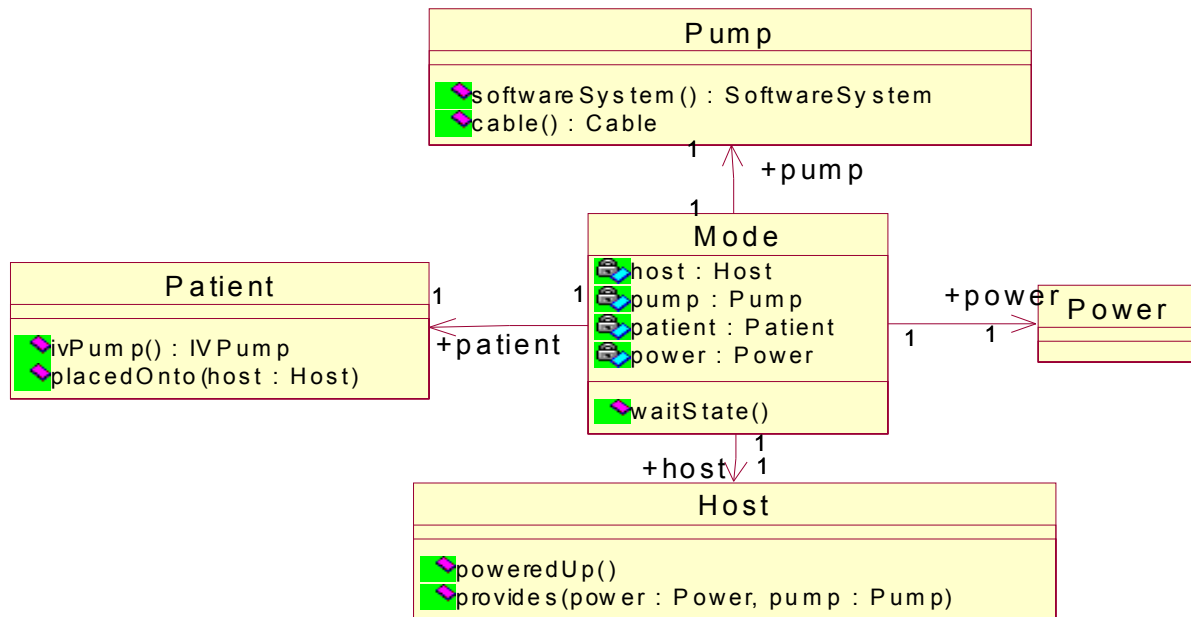 Pump
softwareSystem() : SoftwareSystem
cable() : Cable
1
+pump
1
Mode
host : Host
pump : Pump
patient : Patient
power : Power
waitState()
Patient
ivPump() : IVPump
placedOnto(host : Host)
1
1
+patient
+power
1
1
Power
1
+host
1
Host
poweredUp()
provides(power : Power, pump : Pump)